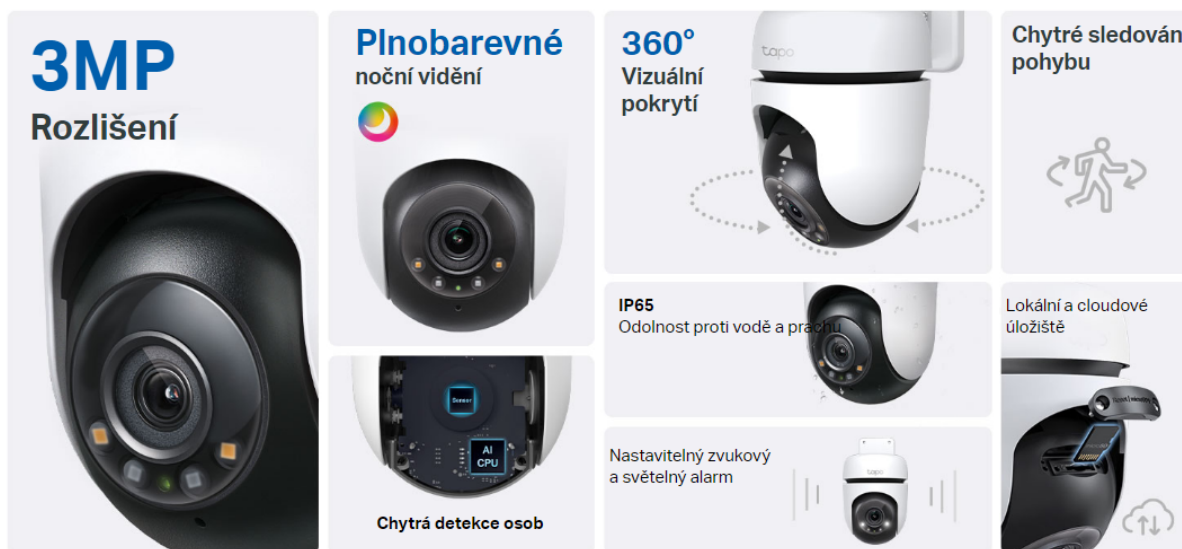 3MP
Rozlišení
Plnobarevné
noční vidění
360°
Vizuální
pokrytí
tapo
Chytré sledován
pohybu
IP65
Odolnost proti vodě a prachu
Lokální a cloudové
úložiště
Sensor
AI
CPU
Chytrá detekce osob
Nastavitelný zvukový
a světelný alarm
tapo